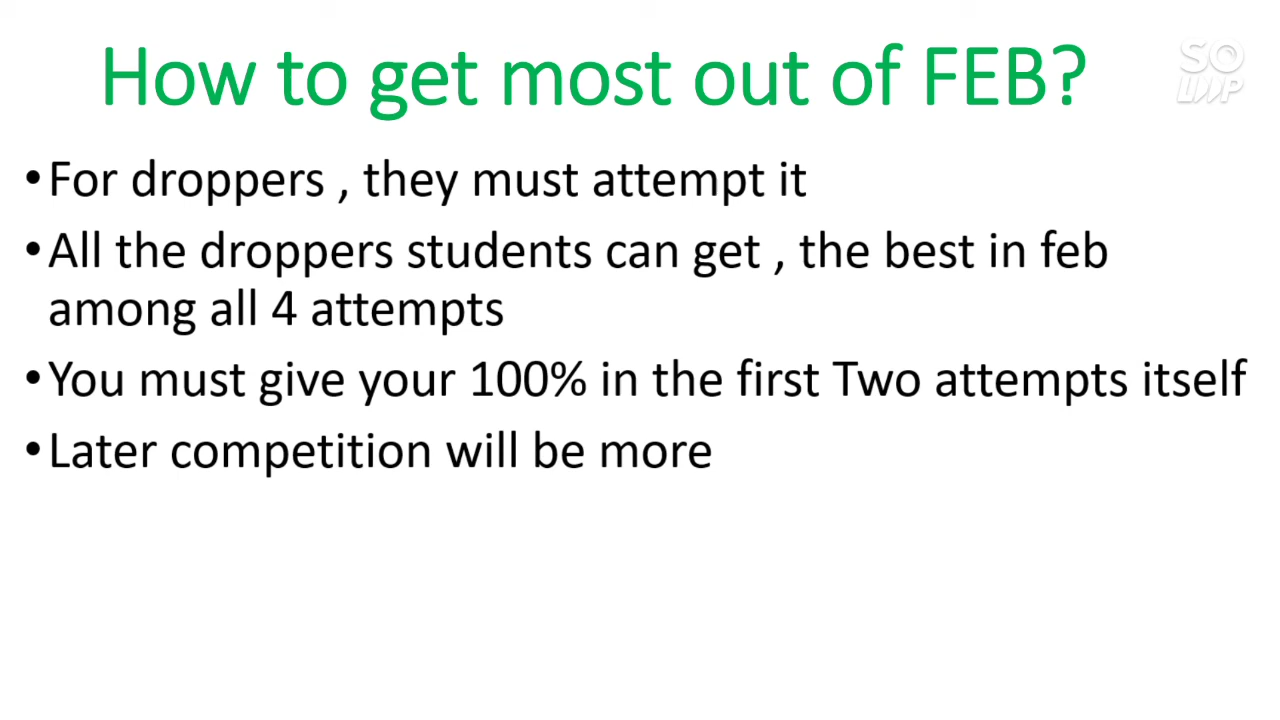 How to get most out of FEB?
SO
•For droppers , they must attempt it
•All the droppers students can get , the best in feb
among all 4 attempts
•You must give your 100% in the first Two attempts itself
•Later competition will be more